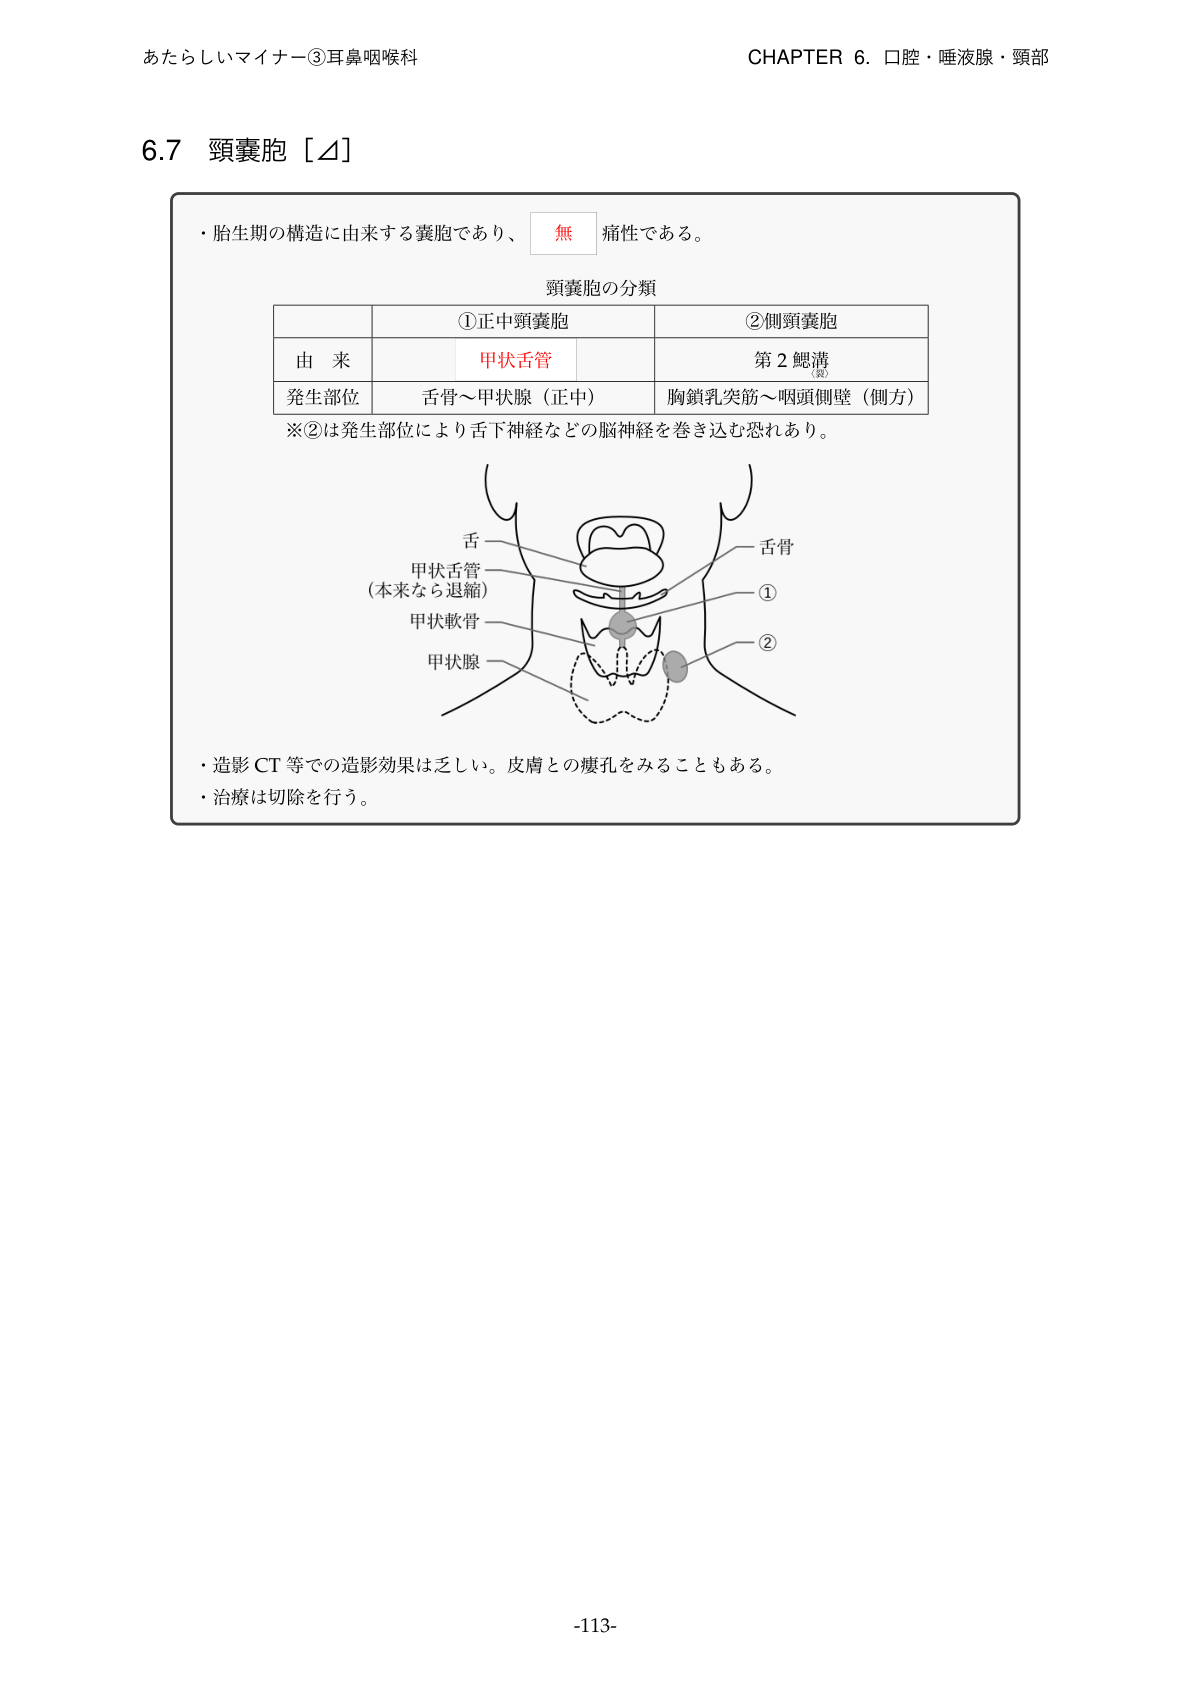 あたらしいマイナー③耳鼻咽喉科 CHAPTER 6. 口腔・唾液腺・頸部
6.7 頸嚢胞［⊿］
・胎生期の構造に由来する嚢胞であり、 無 痛性である。
頸嚢胞の分類
①正中頸嚢胞 ②側頸嚢胞
由 来 甲状舌管 第 2 鰓溝
〈裂〉
発生部位 舌骨〜甲状腺（正中） 胸鎖乳突筋〜咽頭側壁（側方）
※②は発生部位により舌下神経などの脳神経を巻き込む恐れあり。
舌
舌骨
甲状舌管
(本来なら退縮)
①
甲状軟骨
②
甲状腺
・造影 CT 等での造影効果は乏しい。皮膚との瘻孔をみることもある。
・治療は切除を行う。
-113-